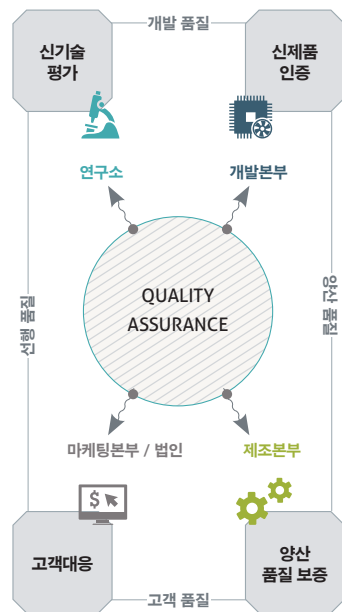 개발 품질
신기술
평가
신제품
인증
연구소
개발본부
선행 품질
양산 품질
QUALITY
ASSURANCE
마케팅본부 / 법인
제조본부
$
고객대응
양산
품질 보증
고객 품질